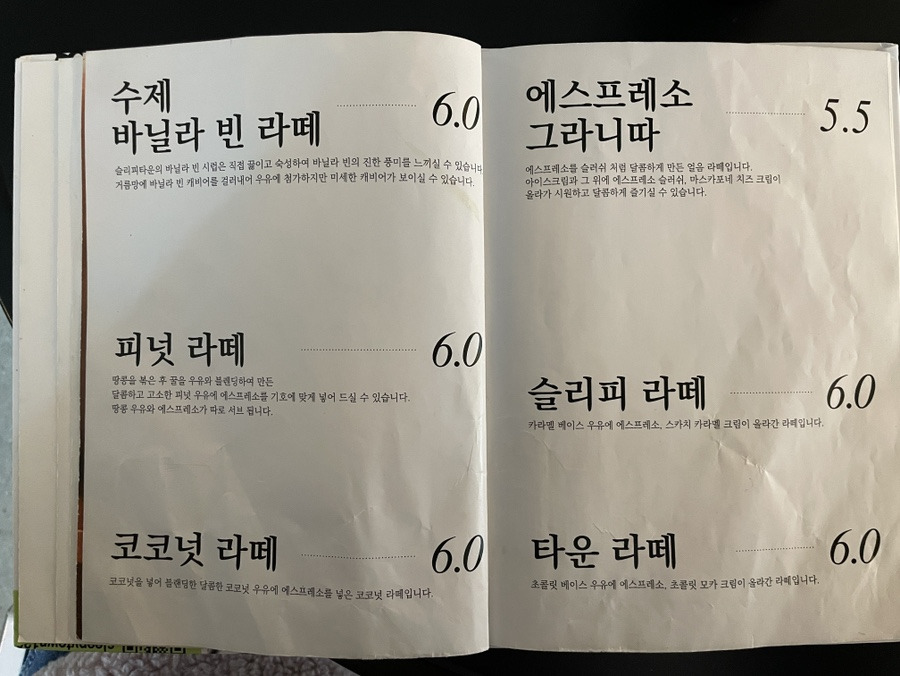 수제
바닐라 빈 라떼 6.0
슬리피타운의 바닐라 빈 시럽은 직접 끓이고 숙성하여 바닐라 빈의 진한 풍미를 느끼실 수 있습니다.
거름망에 바닐라 빈 캐비어를 걸러내어 우유에 첨가하지만 미세한 캐비어가 보이실 수 있습니다.
피넛 라떼 6.0
땅콩을 볶은 후 꿀을 우유와 블렌딩하여 만든
달콤하고 고소한 피넛 우유에 에스프레소를 기호에 맞게 넣어 드실 수 있습니다.
땅콩 우유와 에스프레소가 따로 서브 됩니다.
코코넛 라떼 6.0
코코넛을 넣어 블랜딩한 달콤한 코코넛 우유에 에스프레소를 넣은 코코넛 라떼입니다.
에스프레소
그라니따 5.5
에스프레소를 슬러쉬 처럼 달콤하게 만든 얼음 라떼입니다.
아이스크림과 그 위에 에스프레소 슬러쉬, 마스카포네 치즈 크림이
올라가 시원하고 달콤하게 즐기실 수 있습니다.
슬리피 라떼 6.0
카라멜 베이스 우유에 에스프레소, 스카치 카라멜 크림이 올라간 라떼입니다.
타운 라떼 6.0
초콜릿 베이스 우유에 에스프레소, 초콜릿 모카 크림이 올라간 라떼입니다.